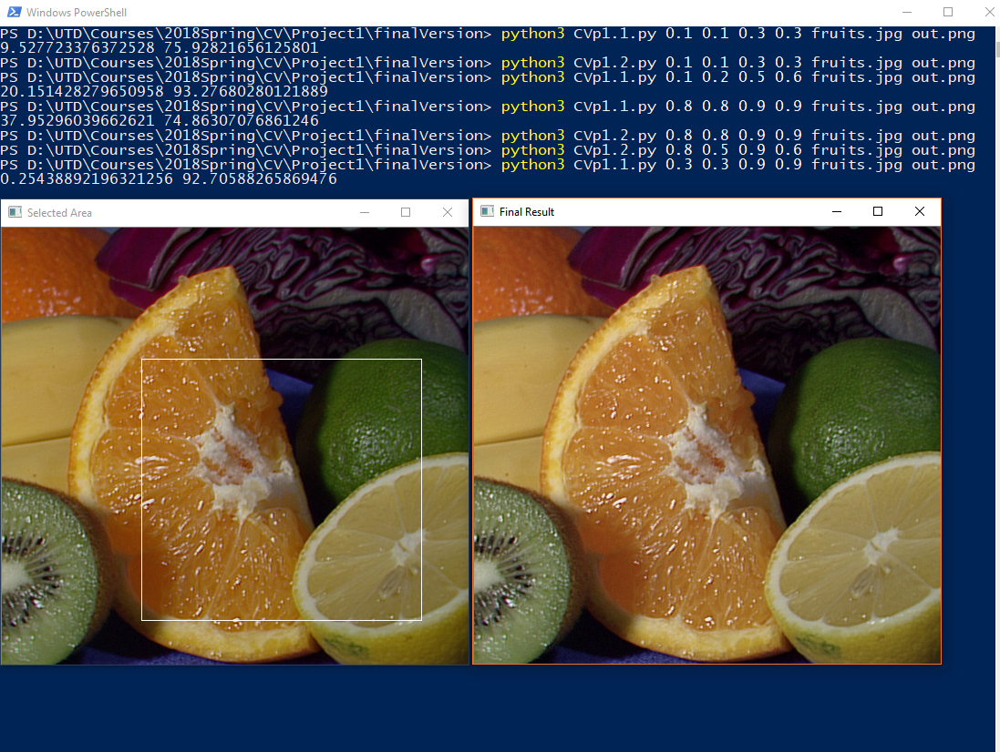 Windows PowerShell
PS D:\UTD\Courses\2018Spring\CV\Project1\finalVersion> python3 CVp1.1.py 0.1 0.1 0.3 0.3 fruits.jpg out.png
9.527723376372528 75.92821656125801
PS D:\UTD\Courses\2018Spring\CV\Project1\finalVersion> python3 CVp1.2.py 0.1 0.1 0.3 0.3 fruits.jpg out.png
PS D:\UTD\Courses\2018Spring\CV\Project1\finalVersion> python3 CVp1.1.py 0.1 0.2 0.5 0.6 fruits.jpg out.png
20.151428279650958 93.27680280121889
PS D:\UTD\Courses\2018Spring\CV\Project1\finalVersion> python3 CVp1.1.py 0.8 0.8 0.9 0.9 fruits.jpg out.png
37.95296039662621 74.86307076861246
PS D:\UTD\Courses\2018Spring\CV\Project1\finalVersion> python3 CVp1.2.py 0.8 0.8 0.9 0.9 fruits.jpg out.png
PS D:\UTD\Courses\2018Spring\CV\Project1\finalVersion> python3 CVp1.2.py 0.8 0.5 0.9 0.6 fruits.jpg out.png
PS D:\UTD\Courses\2018Spring\CV\Project1\finalVersion> python3 CVp1.1.py 0.3 0.3 0.9 0.9 fruits.jpg out.png
0.25438892196321256 92.70588265869476
Selected Area
Final Result